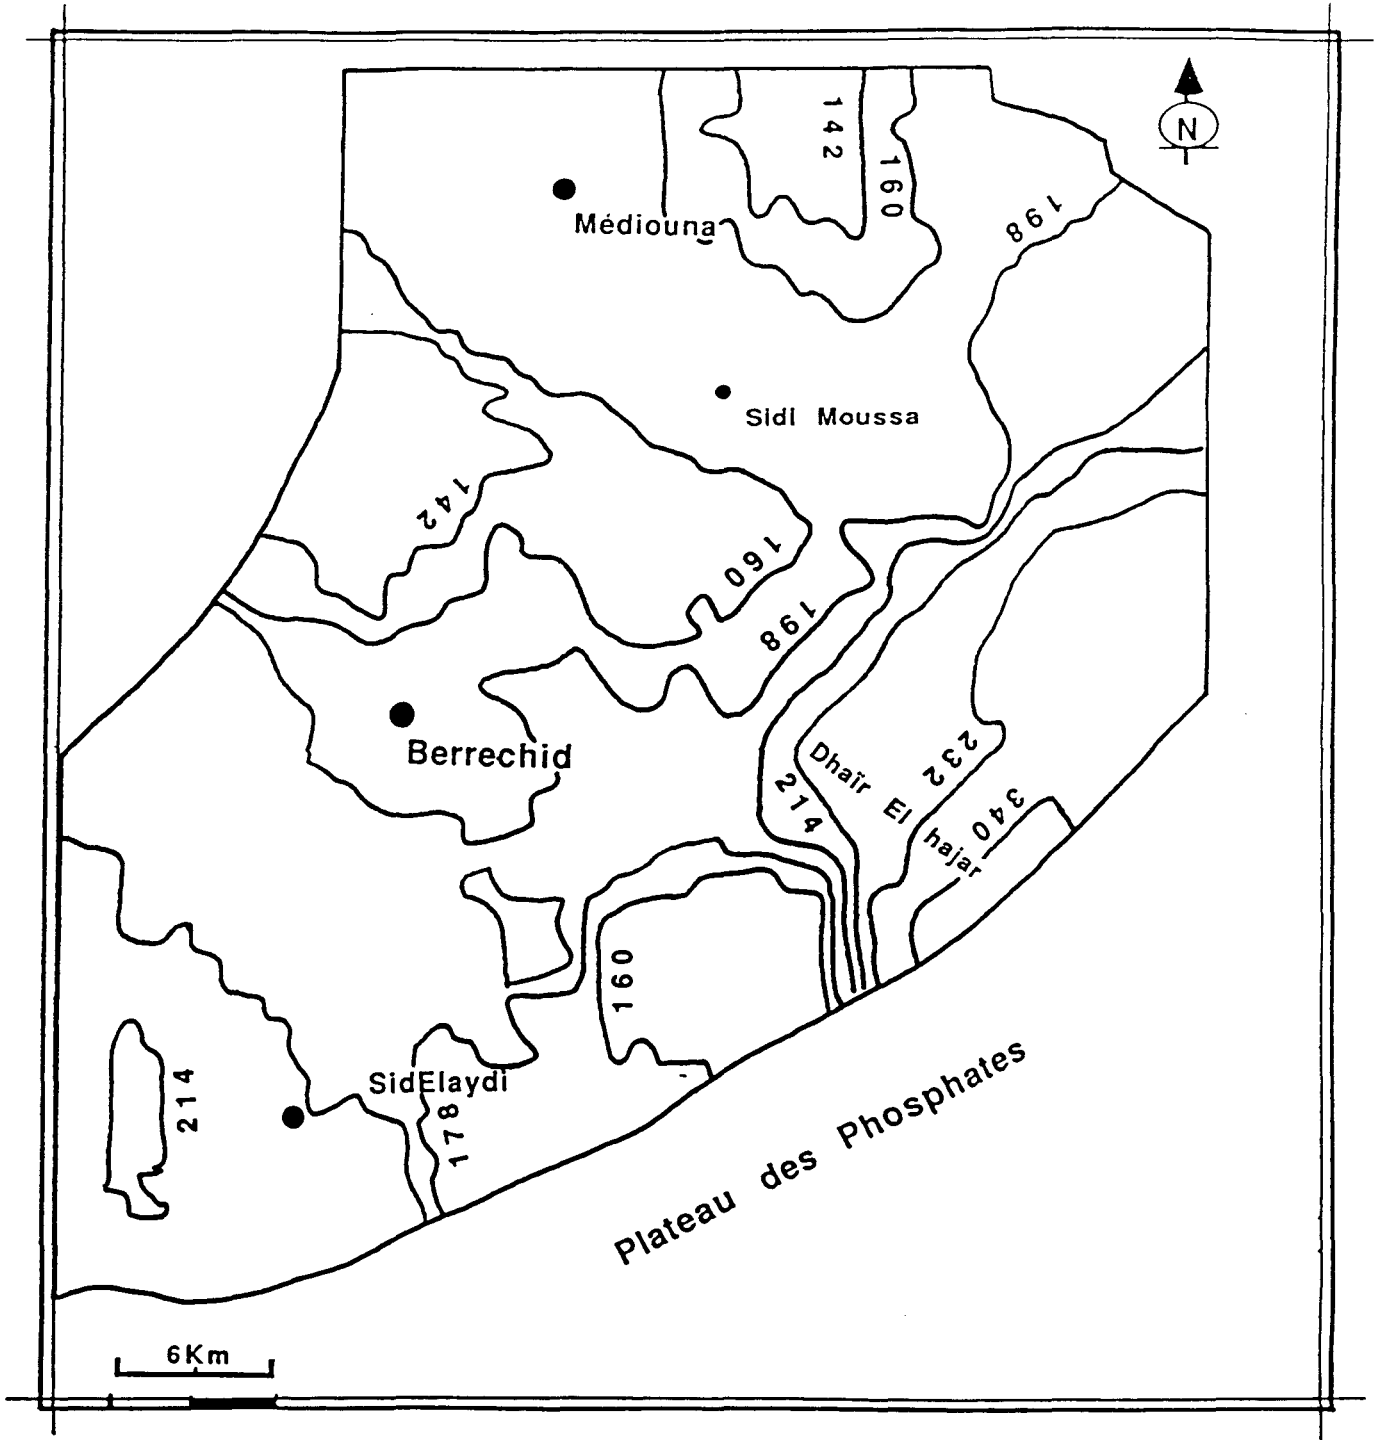 142
160
N
198
Médiouna
Sidi Moussa
142
160
198
Berrechid
Dhaïr El hajar
232
214
340
160
214
SidElaydi
178
Plateau des Phosphates
6Km